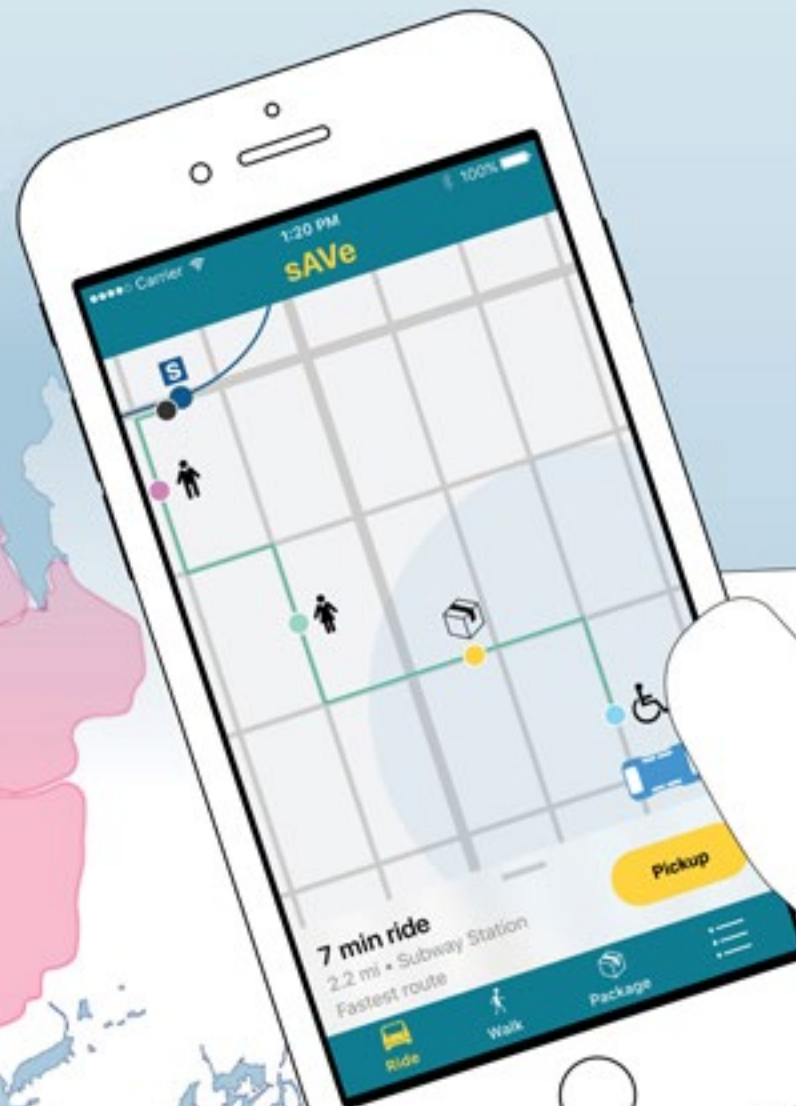 Carrier 1:20 PM 100%
sAVe
S
7 min ride
2.2 mi • Subway Station
Fastest route
Pickup
Ride
Walk
Package